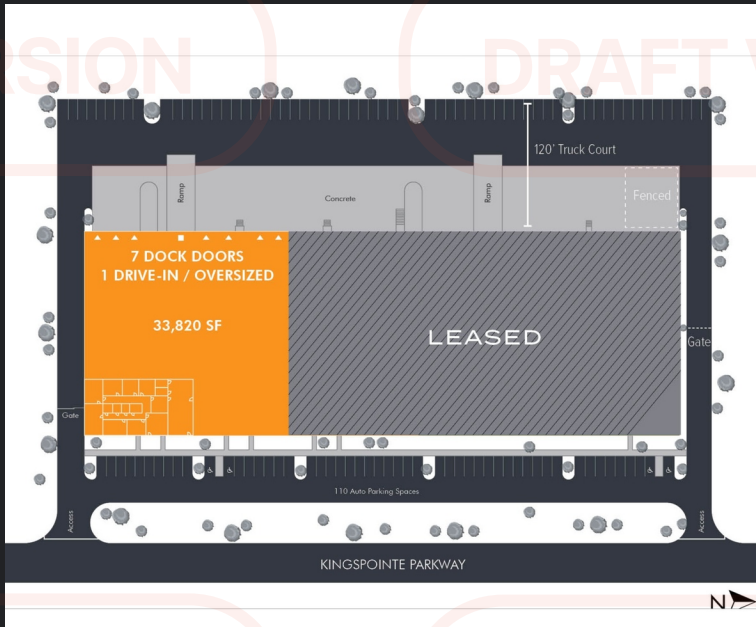 RSION
DRAFT V
120' Truck Court
Ramp
Concrete
Ramp
Fenced
7 DOCK DOORS
1 DRIVE-IN / OVERSIZED
33,820 SF
LEASED
Gate
Gate
110 Auto Parking Spaces
Access
Access
KINGSPOINTE PARKWAY
N